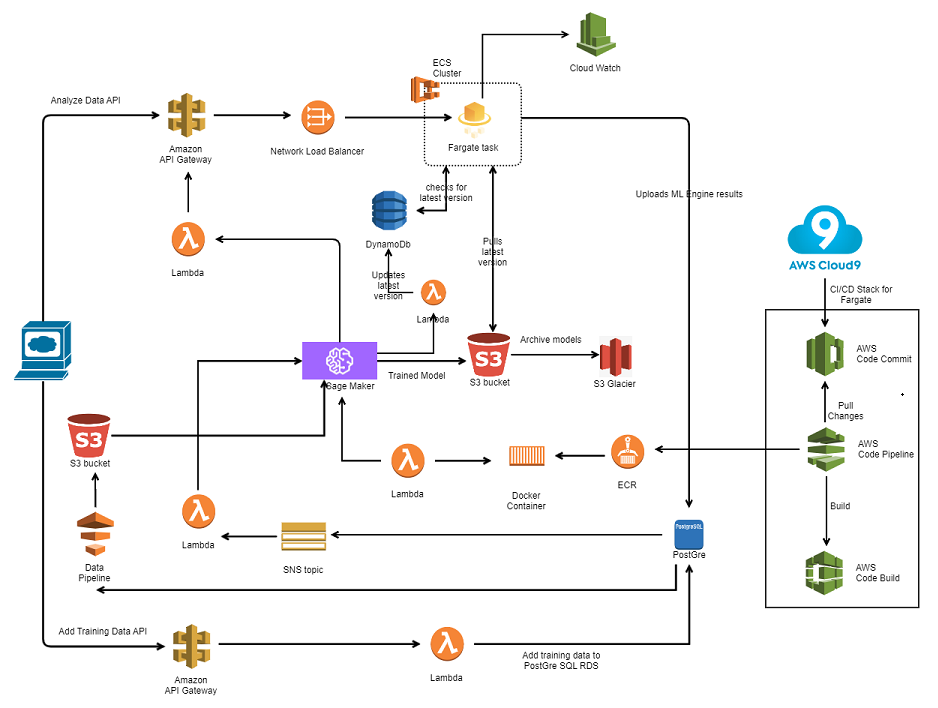 ECS
Cluster
Cloud Watch
Analyze Data API
Fargate task
Amazon
API Gateway
Network Load Balancer
checks for
latest version
Uploads ML Engine results
9
AWS Cloud9
DynamoDb
Pulls
latest
version
Lambda
Updates
latest
version
CI/CD Stack for
Fargate
Lambda
S3
Archive models
AWS
Code Commit
Trained Model
S3 bucket
S3 Glacier
Sage Maker
Pull
Changes
S3
S3 bucket
AWS
Code Pipeline
Lambda
Docker
Container
ECR
Build
Lambda
SNS topic
PostgreSQL
PostGre
Data
Pipeline
AWS
Code Build
Add Training Data API
Add training data to
PostGre SQL RDS
Amazon
API Gateway
Lambda